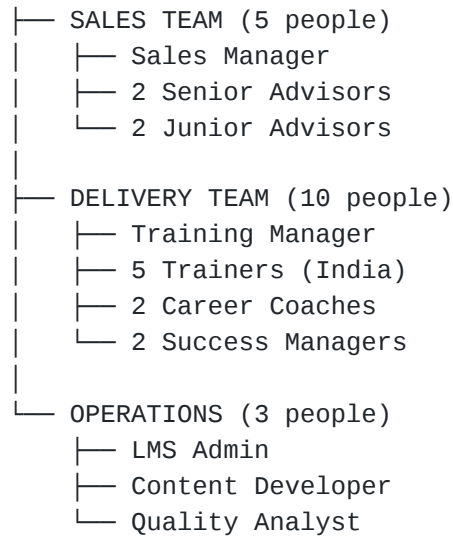 ├── SALES TEAM (5 people)
│   ├── Sales Manager
│   ├── 2 Senior Advisors
│   └── 2 Junior Advisors
│
├── DELIVERY TEAM (10 people)
│   ├── Training Manager
│   ├── 5 Trainers (India)
│   ├── 2 Career Coaches
│   └── 2 Success Managers
│
└── OPERATIONS (3 people)
    ├── LMS Admin
    ├── Content Developer
    └── Quality Analyst